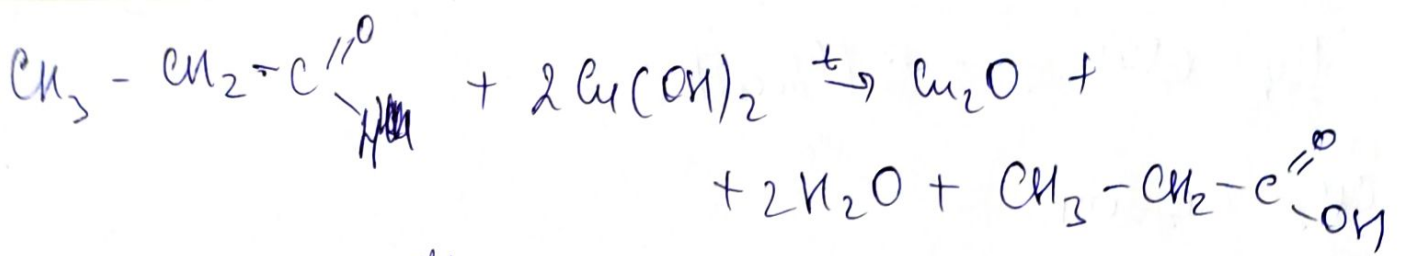 CH₃ - CH₂ - C(=O)H + 2Cu(OH)₂ →(t) Cu₂O +
+ 2H₂O + CH₃ - CH₂ - C(=O)OH